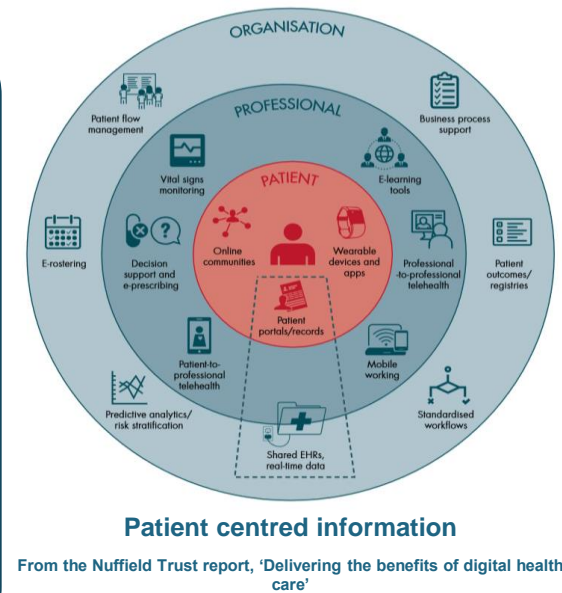 ORGANISATION
Patient flow
management
Business process
support
PROFESSIONAL
Vital signs
monitoring
E-learning
tools
PATIENT
Online
communities
Wearable
devices and
apps
E-rostering
Decision
support and
e-prescribing
Professional
-to-professional
telehealth
Patient
outcomes/
registries
Patient
portals/records
Patient-to-
professional
telehealth
Mobile
working
Predictive analytics/
risk stratification
Standardised
workflows
Shared EHRs,
real-time data
Patient centred information
From the Nuffield Trust report, ‘Delivering the benefits of digital health
care’